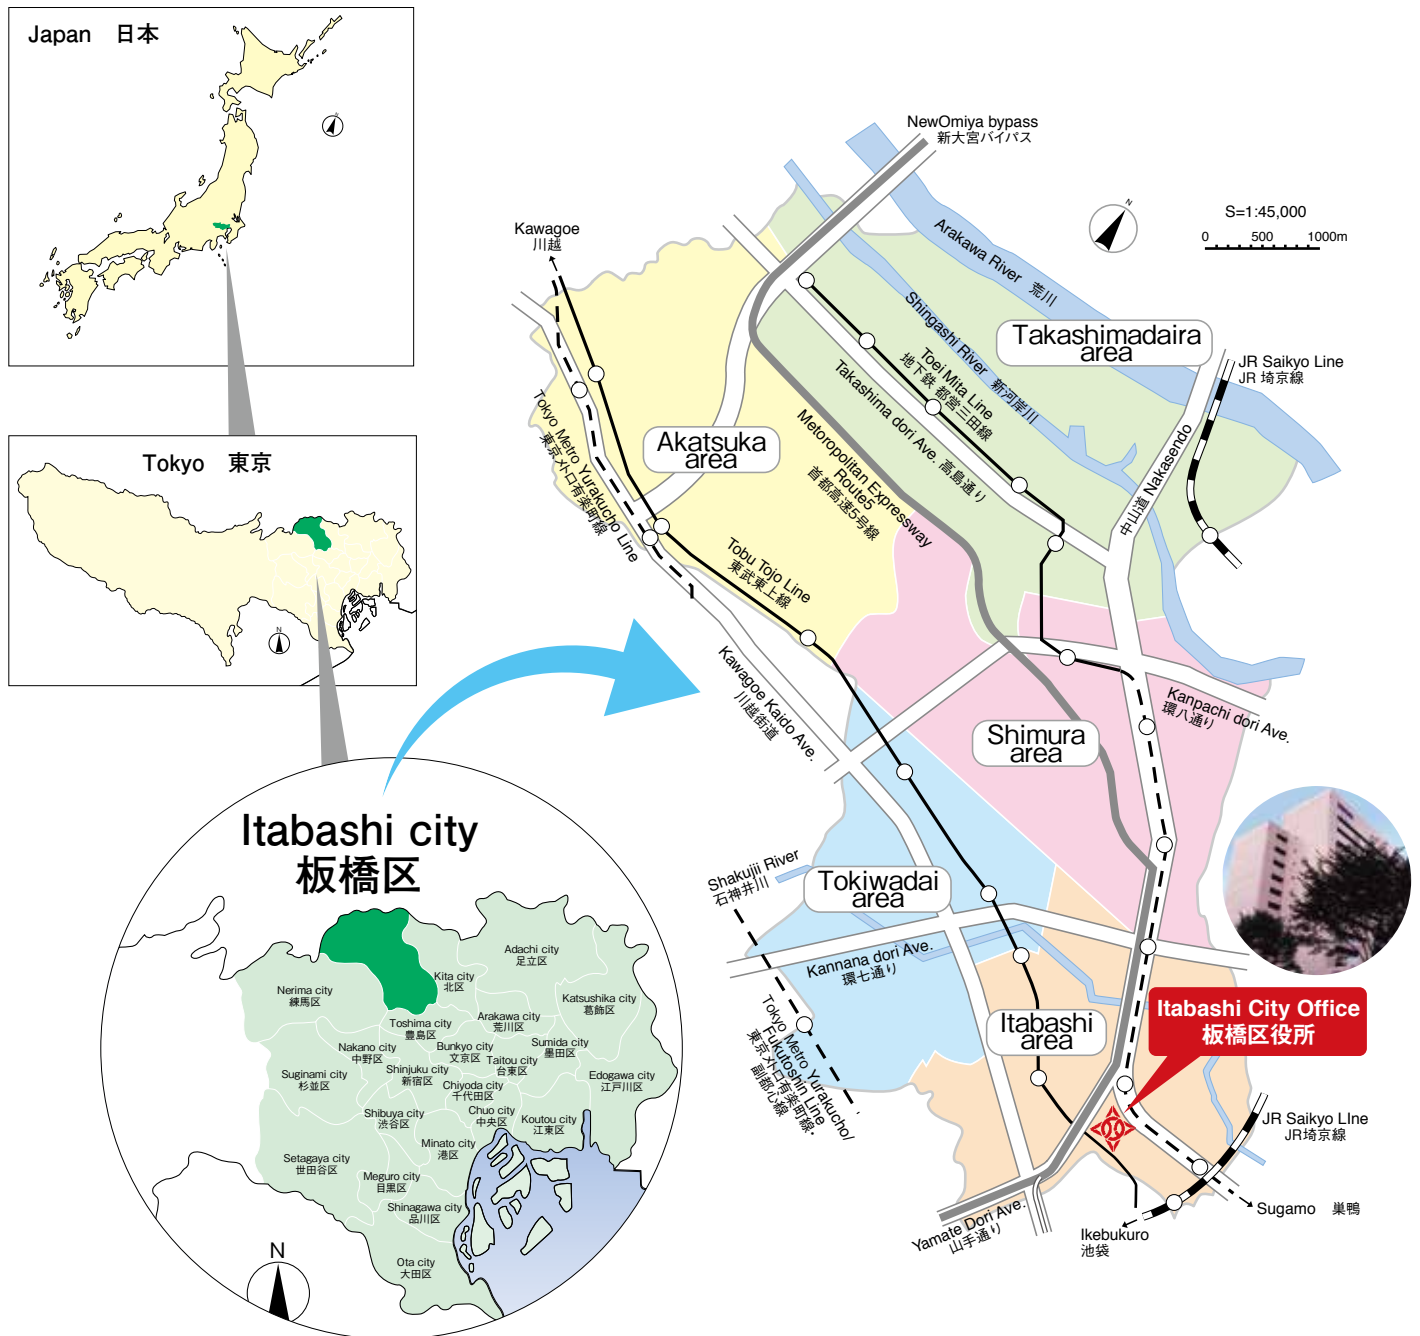 Japan 日本
Tokyo 東京
N
Itabashi city
板橋区
Adachi city
足立区
Kita city
北区
Nerima city
練馬区
Katsushika city
葛飾区
Arakawa city
荒川区
Toshima city
豊島区
Nakano city
中野区
Bunkyo city
文京区
Sumida city
墨田区
Taitou city
台東区
Shinjuku city
新宿区
Suginami city
杉並区
Edogawa city
江戸川区
Chiyoda city
千代田区
Shibuya city
渋谷区
Chuo city
中央区
Koutou city
江東区
Minato city
港区
Setagaya city
世田谷区
Meguro city
目黒区
Shinagawa city
品川区
Ota city
大田区
N
NewOmiya bypass
新大宮バイパス
N
S=1:45,000
0 500 1000m
Kawagoe
川越
Arakawa River 荒川
Shingashi River 新河岸川
Takashimadaira
area
JR Saikyo Line
JR 埼京線
Toei Mita Line
地下鉄 都営三田線
Takashima dori Ave. 高島通り
Metoropolitan Expressway
Route5
首都高速5号線
中山道 Nakasendo
Akatsuka
area
Tokyo Metro Yurakucho Line
東京メトロ有楽町線
Tobu Tojo Line
東武東上線
Kawagoe Kaido Ave.
川越街道
Kanpachi dori Ave.
環八通り
Shimura
area
Shakujii River
石神井川
Tokiwadai
area
Kannana dori Ave.
環七通り
Tokyo Metro Yurakucho/
Fukutoshin Line
東京メトロ有楽町線・
副都心線
Itabashi
area
Itabashi City Office
板橋区役所
JR Saikyo LIne
JR埼京線
Yamate Dori Ave.
山手通り
Ikebukuro
池袋
Sugamo 巣鴨